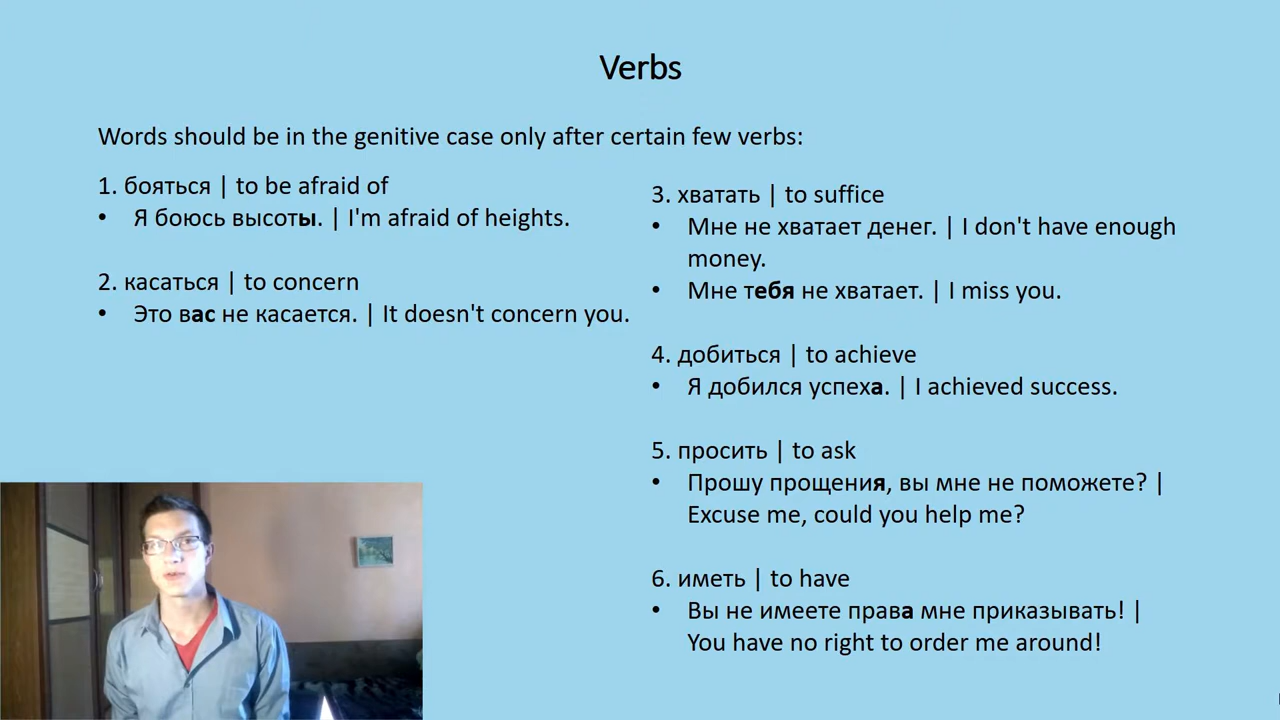 Verbs
Words should be in the genitive case only after certain few verbs:
1. бояться | to be afraid of
• Я боюсь высоты. | I'm afraid of heights.
2. касаться | to concern
• Это вас не касается. | It doesn't concern you.
3. хватать | to suffice
• Мне не хватает денег. | I don't have enough
money.
• Мне тебя не хватает. | I miss you.
4. добиться | to achieve
• Я добился успеха. | I achieved success.
5. просить | to ask
• Прошу прощения, вы мне не поможете? |
Excuse me, could you help me?
6. иметь | to have
• Вы не имеете права мне приказывать! |
You have no right to order me around!